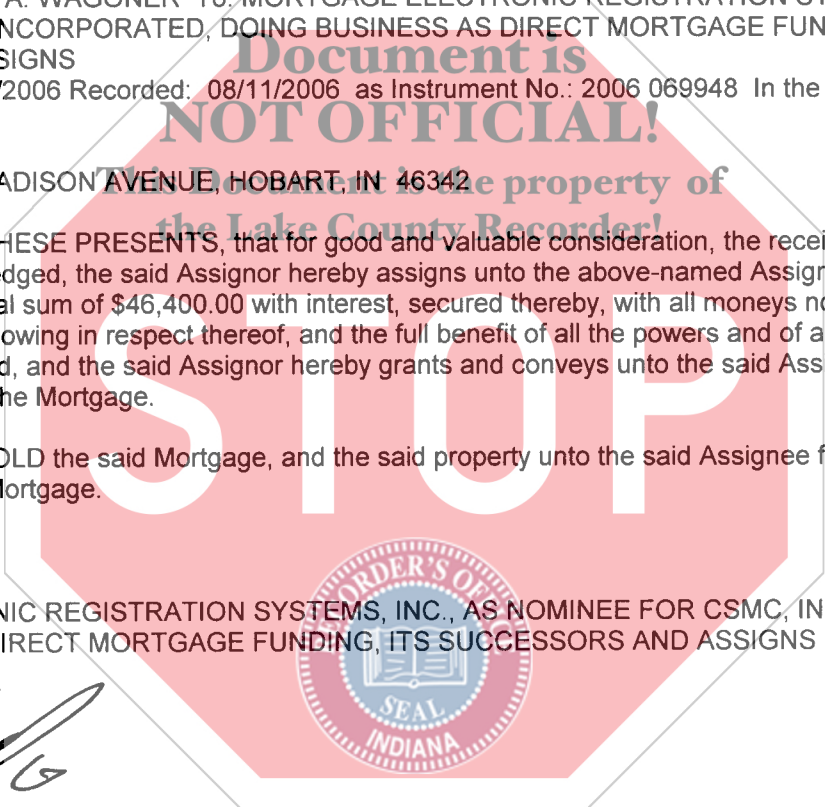 A. WAGONER To: MORTGAGE ELECTRONIC REGISTRATION
NCORPORATED, DOING BUSINESS AS DIRECT MORTGAGE FUN
SIGNS
Document is
/2006 Recorded: 08/11/2006 as Instrument No.: 2006 069948 In the
NOT OFFICIAL!
ADISON AVENUE, HOBART, IN 46342
This Document is the property of
the Lake County Recorder!
HESE PRESENTS, that for good and valuable consideration, the recei
dged, the said Assignor hereby assigns unto the above-named Assign
al sum of $46,400.00 with interest, secured thereby, with all moneys no
owing in respect thereof, and the full benefit of all the powers and of a
d, and the said Assignor hereby grants and conveys unto the said Ass
he Mortgage.
STOP
OLD the said Mortgage, and the said property unto the said Assignee f
ortgage.
RECORDER'S OFFICE
NIC REGISTRATION SYSTEMS, INC., AS NOMINEE FOR CSMC, IN
IRECT MORTGAGE FUNDING, ITS SUCCESSORS AND ASSIGNS
SEAL
INDIANA